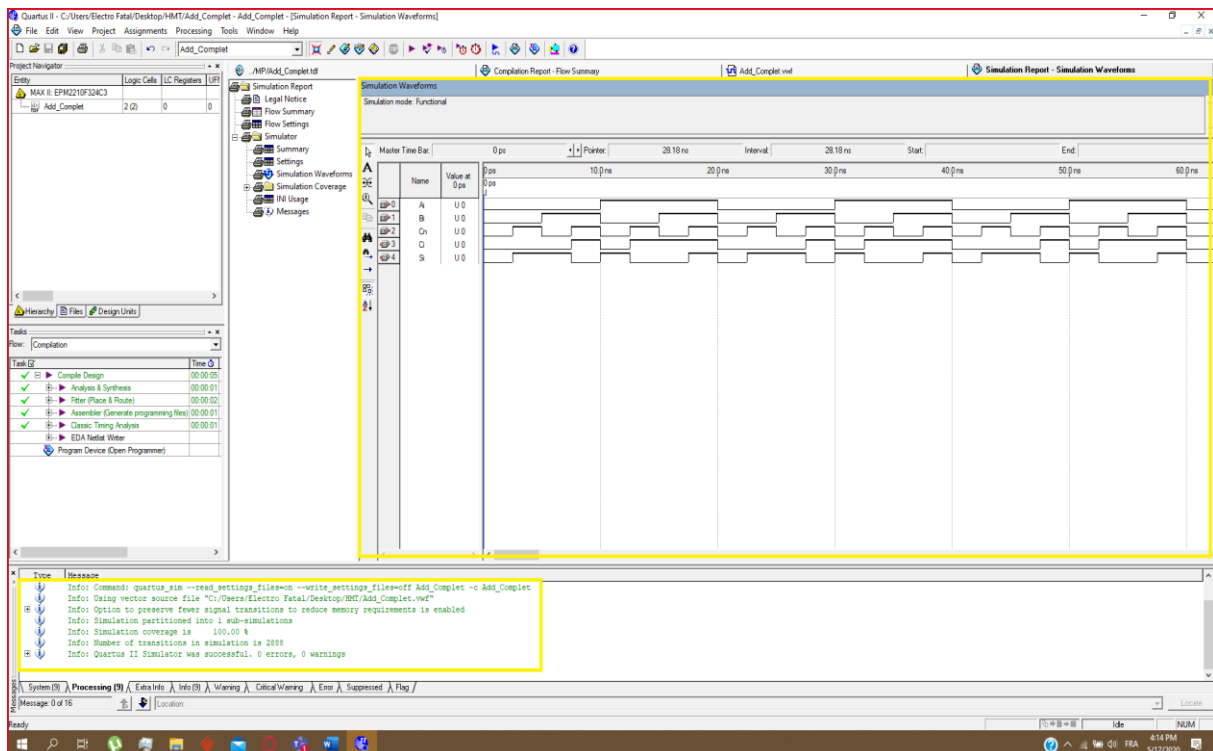 Quartus II - C:/Users/Electro Fatal/Desktop/HMT/Add_Complet - Add_Complet - [Simulation Report - Simulation Waveforms]
File Edit View Project Assignments Processing Tools Window Help
Add_Complet
Project Navigator
Entity Logic Cells LC Registers UFM
MAX II: EPM2210F324C3
Add_Complet 2 (2) 0 0
Hierarchy Files Design Units
Tasks
Flow: Compilation
Task Time
Compile Design 00:00:05
Analysis & Synthesis 00:00:01
Fitter (Place & Route) 00:00:02
Assembler (Generate programming files) 00:00:01
Classic Timing Analysis 00:00:01
EDA Netlist Writer
Program Device (Open Programmer)
../MP/Add_Complet.tdf Compilation Report - Flow Summary Add_Complet.vwf Simulation Report - Simulation Waveforms
Simulation Report
Legal Notice
Flow Summary
Flow Settings
Simulator
Summary
Settings
Simulation Waveforms
Simulation Coverage
INI Usage
Messages
Simulation Waveforms
Simulation mode: Functional
Master Time Bar: 0 ps Pointer: 28.18 ns Interval: 28.18 ns Start: End:
Name Value at 0 ps
0 ps 10.0 ns 20.0 ns 30.0 ns 40.0 ns 50.0 ns 60.0 ns
0 ps
0 Ai U 0
1 Bi U 0
2 U 0
3 Ci U 0
4 Si U 0
Type Message
Info: Command: quartus_sim --read_settings_files=on --write_settings_files=off Add_Complet -c Add_Complet
Info: Using vector source file "C:/Users/Electro Fatal/Desktop/HMT/Add_Complet.vwf"
Info: Option to preserve fewer signal transitions to reduce memory requirements is enabled
Info: Simulation partitioned into 1 sub-simulations
Info: Simulation coverage is 100.00 %
Info: Number of transitions in simulation is 2888
Info: Quartus II Simulator was successful. 0 errors, 0 warnings
System (9) Processing (9) Extra Info Info (9) Warning Critical Warning Error Suppressed Flag
Messages
Message: 0 of 16 Location: Locate
Ready Idle NUM
FRA 4:14 PM
5/17/2020